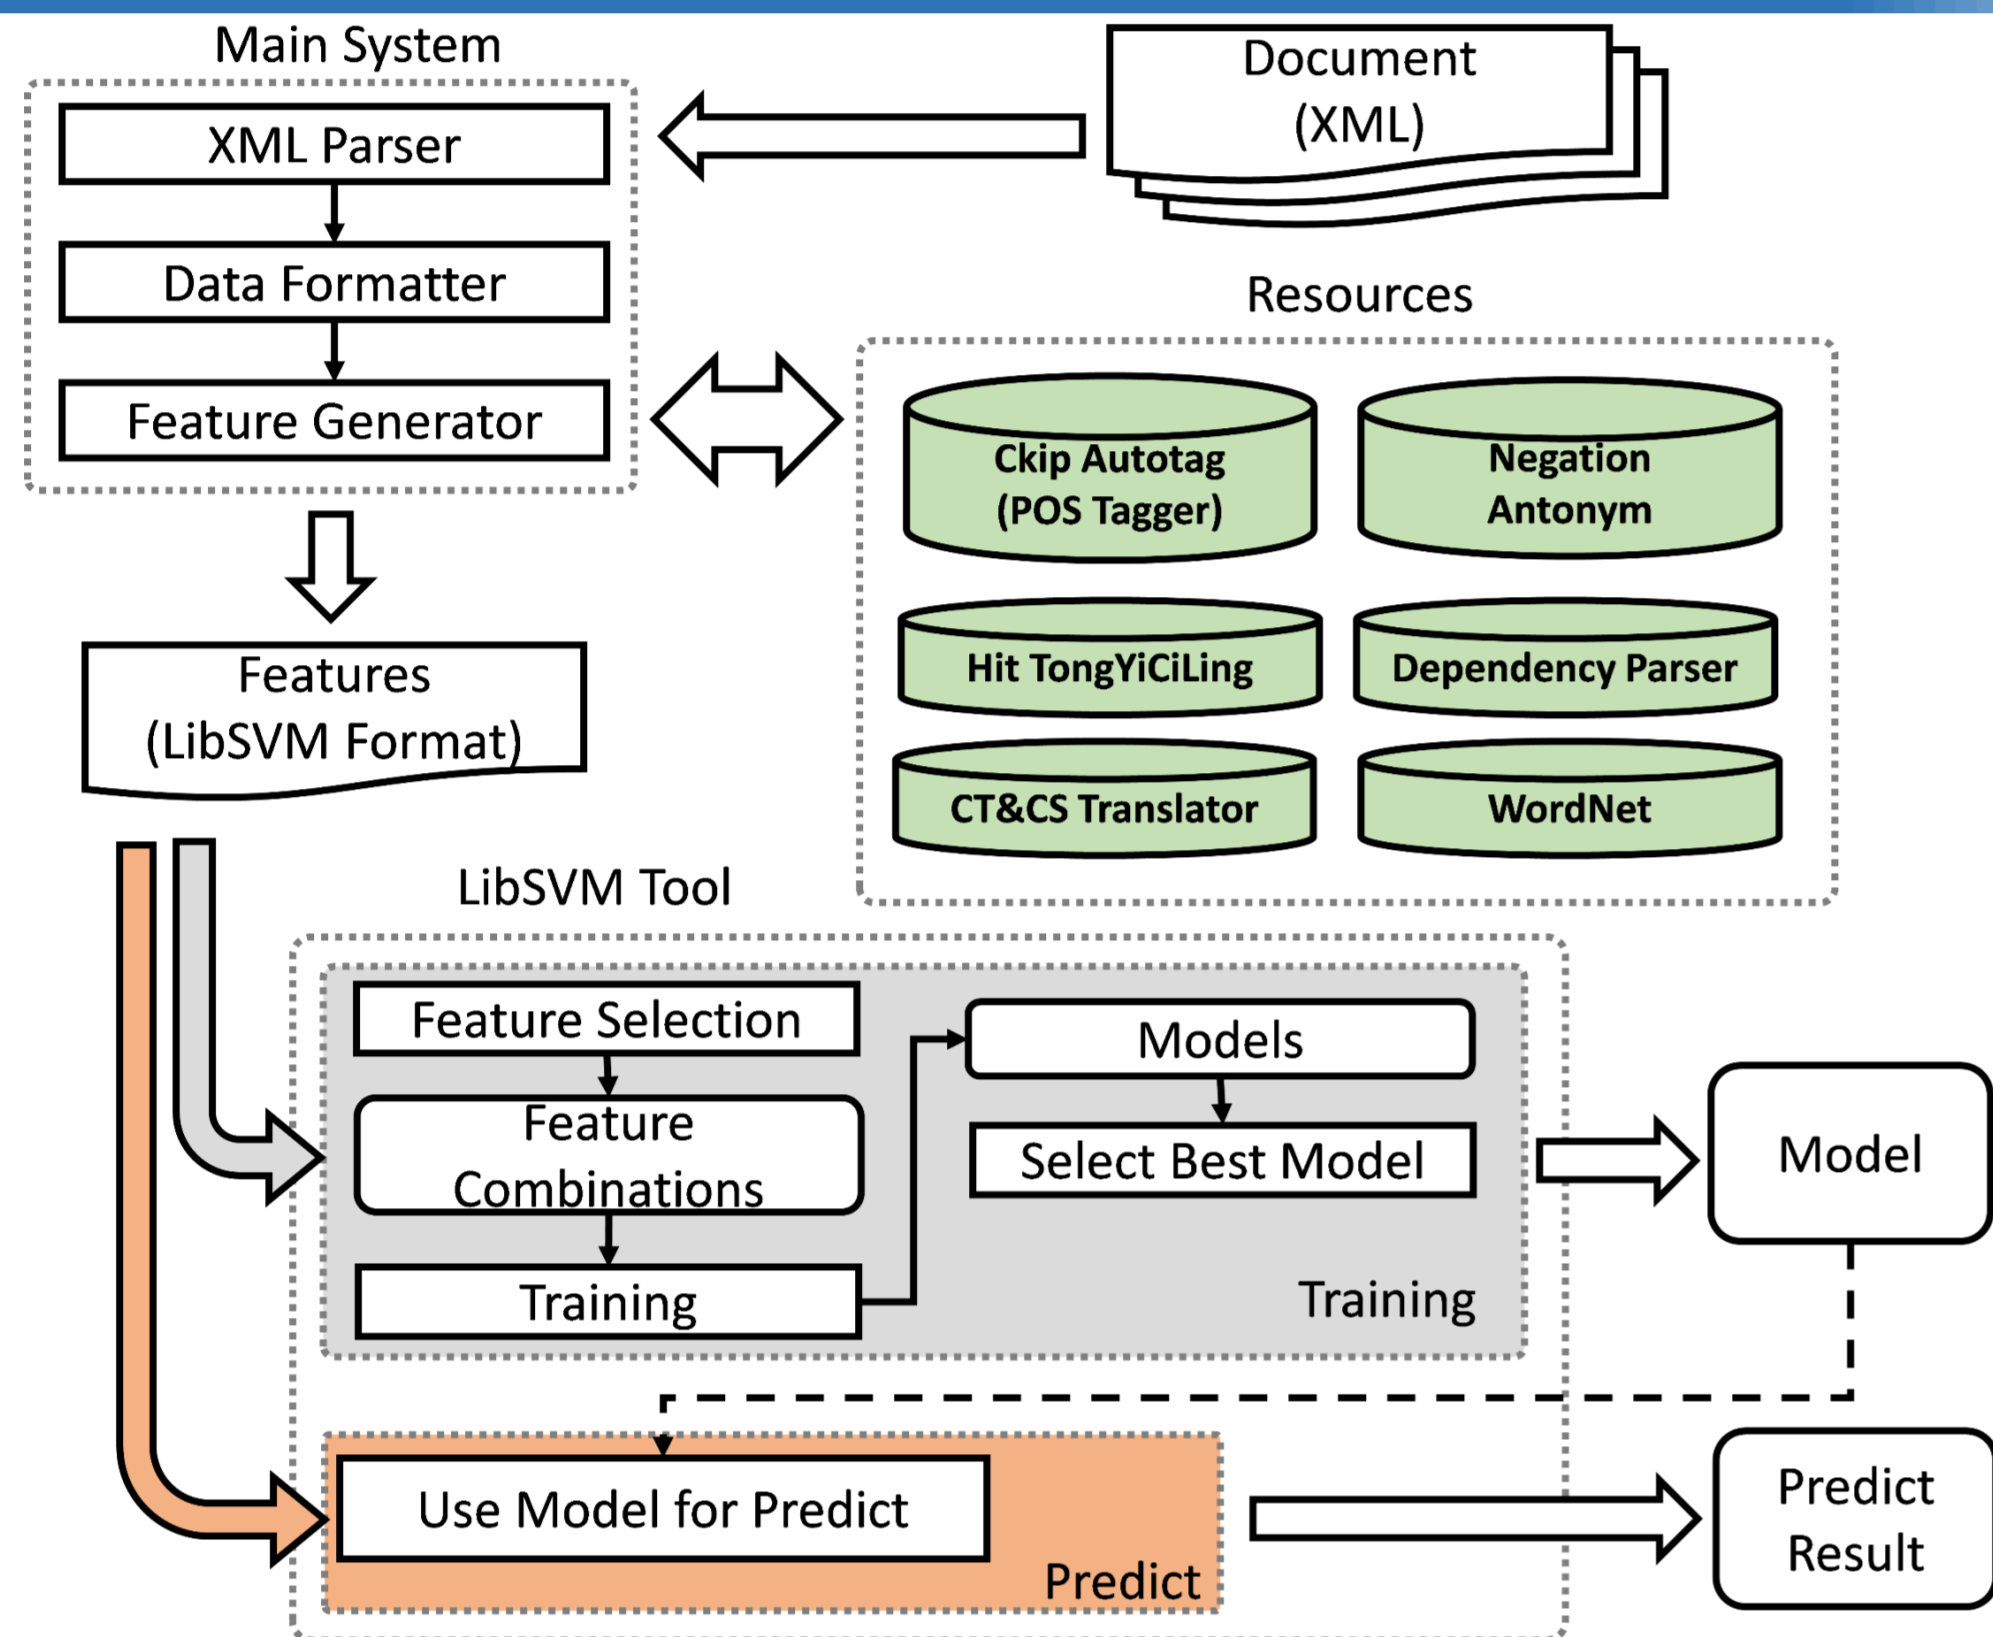 Main System
XML Parser
Data Formatter
Feature Generator
Document
(XML)
Resources
Ckip Autotag
(POS Tagger)
Negation
Antonym
Hit TongYiCiLing
Dependency Parser
CT&CS Translator
WordNet
Features
(LibSVM Format)
LibSVM Tool
Feature Selection
Feature
Combinations
Training
Models
Select Best Model
Training
Model
Use Model for Predict
Predict
Predict
Result